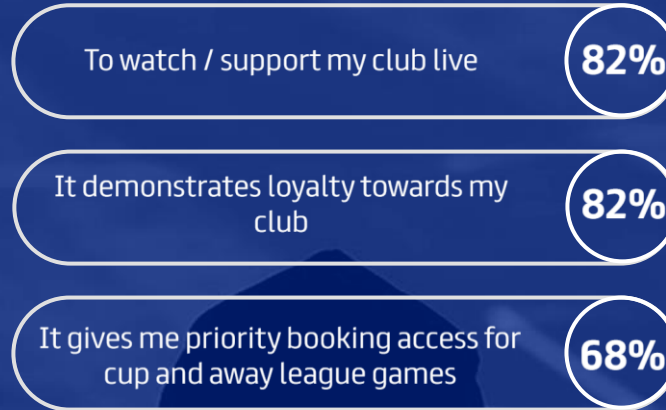 To watch / support my club live
82%
It demonstrates loyalty towards my
club
82%
It gives me priority booking access for
cup and away league games
68%